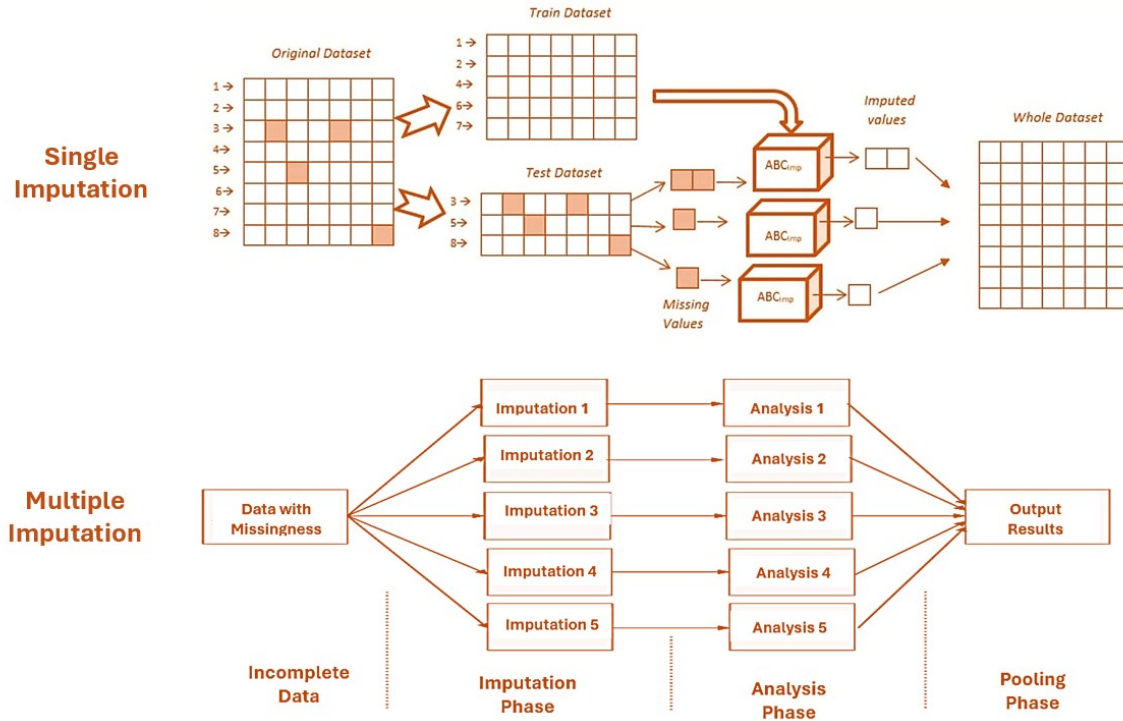 Single
Imputation
Original Dataset
1→
2→
3→
4→
5→
6→
7→
8→
Train Dataset
1→
2→
4→
6→
7→
Test Dataset
3→
5→
8→
Missing
Values
ABCimp
ABCimp
ABCimp
Imputed
values
Whole Dataset
Multiple
Imputation
Data with
Missingness
Imputation 1
Imputation 2
Imputation 3
Imputation 4
Imputation 5
Analysis 1
Analysis 2
Analysis 3
Analysis 4
Analysis 5
Output
Results
Incomplete
Data
Imputation
Phase
Analysis
Phase
Pooling
Phase